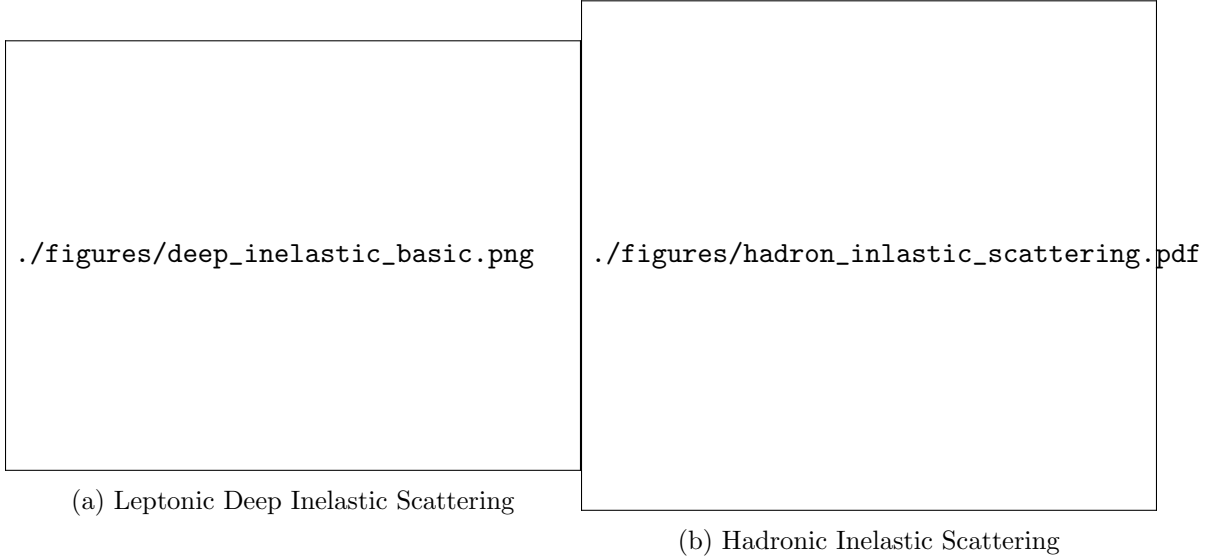 ./figures/deep_inelastic_basic.png
./figures/hadron_inlastic_scattering.pdf
(a) Leptonic Deep Inelastic Scattering
(b) Hadronic Inelastic Scattering